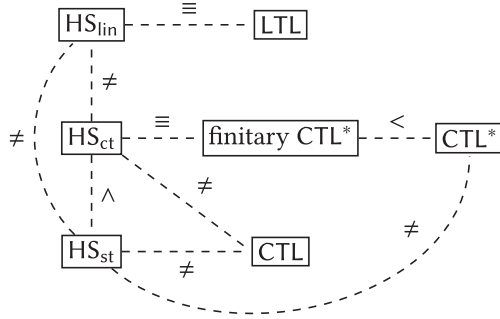 HS_lin ≡ LTL
≠
≠ HS_ct ≡ finitary CTL* < CTL*
≠
∧
≠
HS_st ≠ CTL